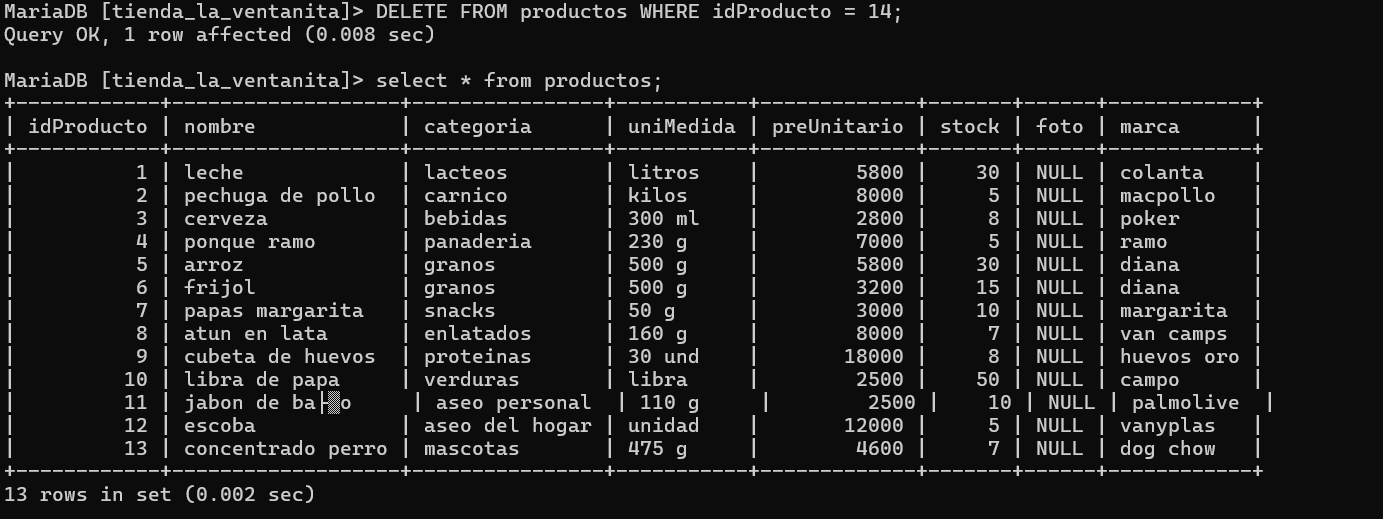 MariaDB [tienda_la_ventanita]> DELETE FROM productos WHERE idProducto = 14;
Query OK, 1 row affected (0.008 sec)
MariaDB [tienda_la_ventanita]> select * from productos;
+------------+-------------------+----------------+-----------+-------------+-------+------+------------+
| idProducto | nombre            | categoria      | uniMedida | preUnitario | stock | foto | marca      |
+------------+-------------------+----------------+-----------+-------------+-------+------+------------+
|          1 | leche             | lacteos        | litros    |        5800 |    30 | NULL | colanta    |
|          2 | pechuga de pollo  | carnico        | kilos     |        8000 |     5 | NULL | macpollo   |
|          3 | cerveza           | bebidas        | 300 ml    |        2800 |     8 | NULL | poker      |
|          4 | ponque ramo       | panaderia      | 230 g     |        7000 |     5 | NULL | ramo       |
|          5 | arroz             | granos         | 500 g     |        5800 |    30 | NULL | diana      |
|          6 | frijol            | granos         | 500 g     |        3200 |    15 | NULL | diana      |
|          7 | papas margarita   | snacks         | 50 g      |        3000 |    10 | NULL | margarita  |
|          8 | atun en lata      | enlatados      | 160 g     |        8000 |     7 | NULL | van camps  |
|          9 | cubeta de huevos  | proteinas      | 30 und    |       18000 |     8 | NULL | huevos oro |
|         10 | libra de papa     | verduras       | libra     |        2500 |    50 | NULL | campo      |
|         11 | jabon de ba├▒o      | aseo personal  | 110 g     |        2500 |    10 | NULL | palmolive  |
|         12 | escoba            | aseo del hogar | unidad    |       12000 |     5 | NULL | vanyplas   |
|         13 | concentrado perro | mascotas       | 475 g     |        4600 |     7 | NULL | dog chow   |
+------------+-------------------+----------------+-----------+-------------+-------+------+------------+
13 rows in set (0.002 sec)